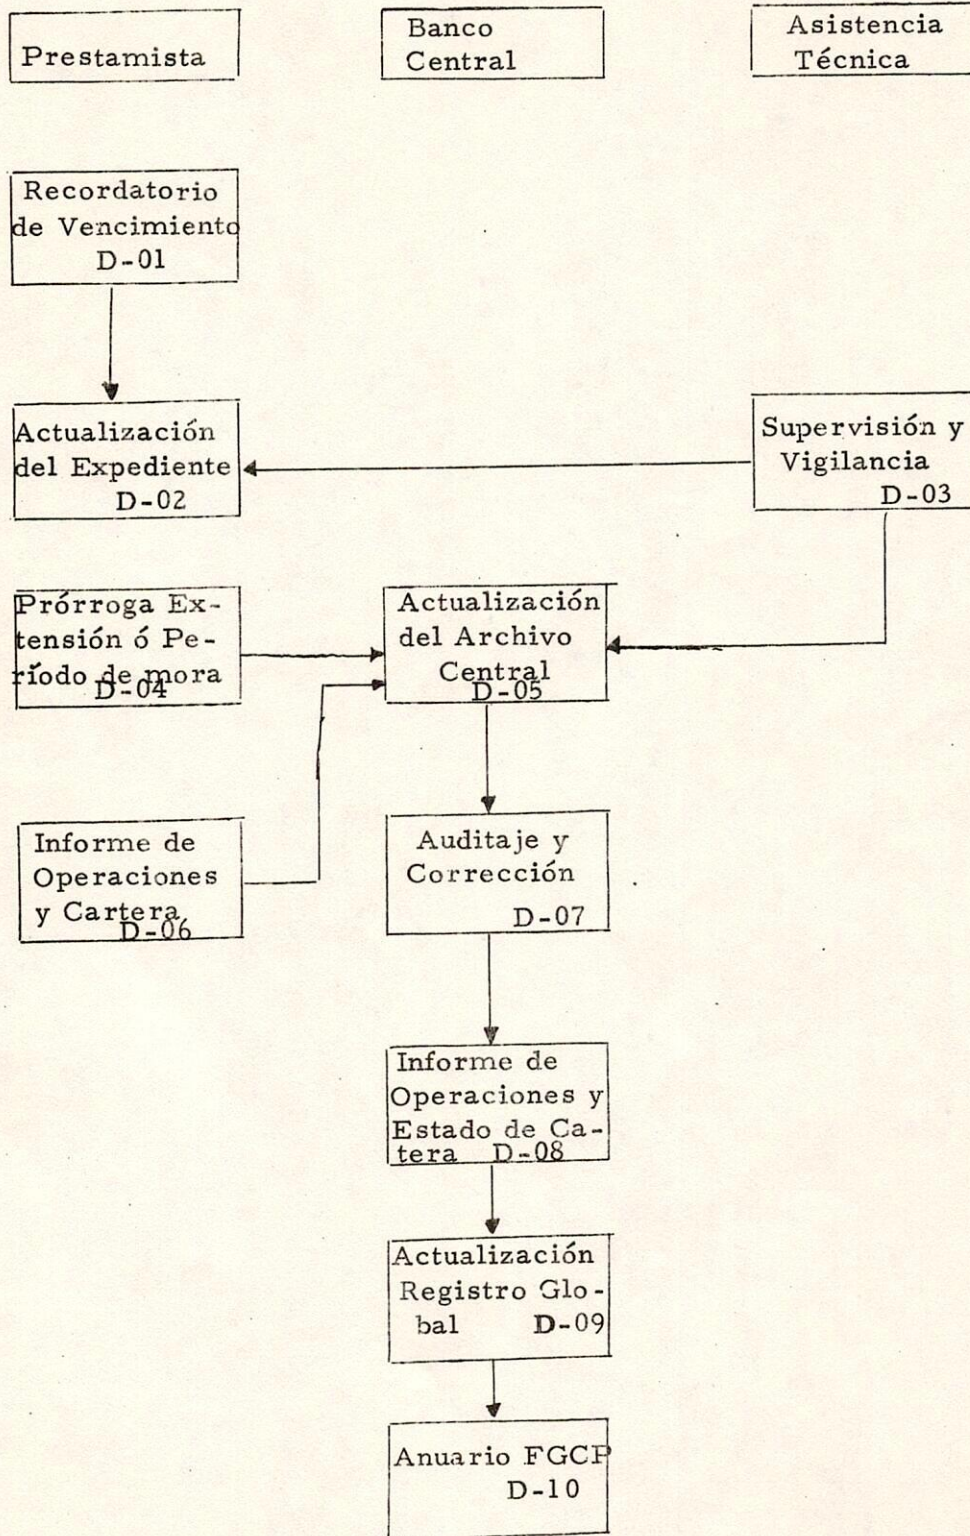 Prestamista
Banco
Central
Asistencia
Técnica
Recordatorio
de Vencimiento
D-01
Actualización
del Expediente
D-02
Supervisión y
Vigilancia
D-03
Prórroga Ex-
tensión ó Pe-
ríodo de mora
D-04
Actualización
del Archivo
Central
D-05
Informe de
Operaciones
y Cartera
D-06
Auditaje y
Corrección
D-07
Informe de
Operaciones y
Estado de Ca-
tera D-08
Actualización
Registro Glo-
bal D-09
Anuario FGCP
D-10